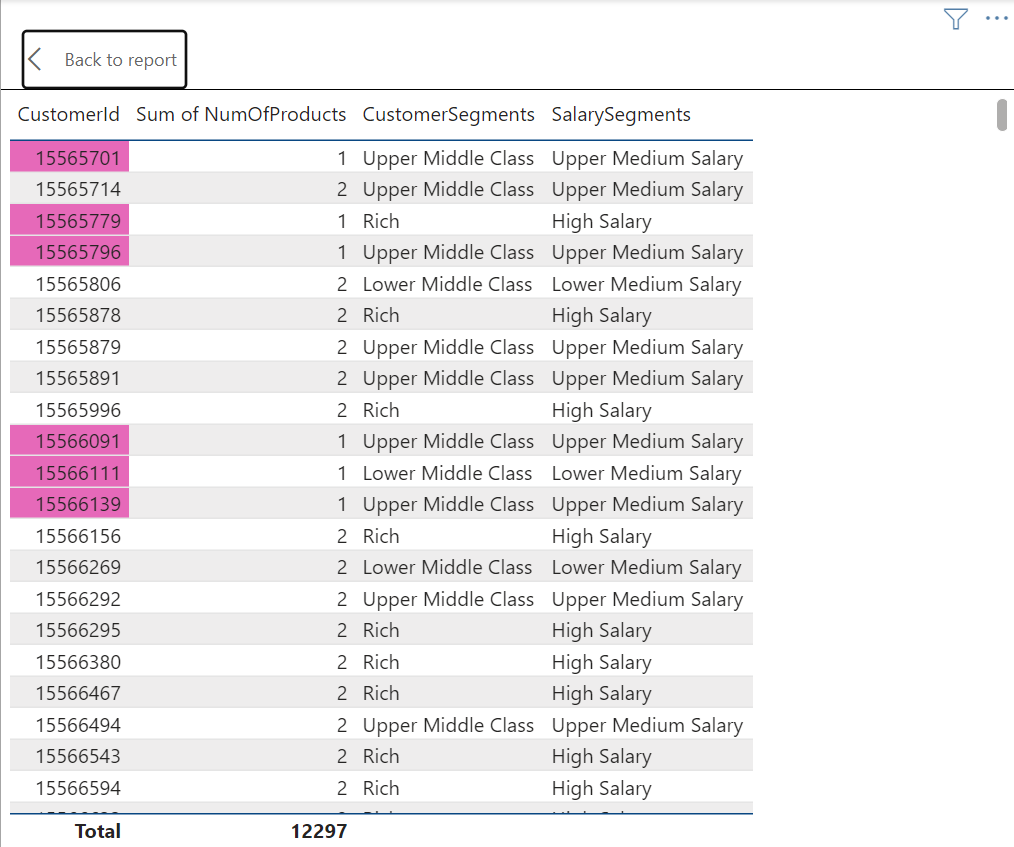 Back to report
CustomerId Sum of NumOfProducts CustomerSegments SalarySegments
15565701 1 Upper Middle Class Upper Medium Salary
15565714 2 Upper Middle Class Upper Medium Salary
15565779 1 Rich High Salary
15565796 1 Upper Middle Class Upper Medium Salary
15565806 2 Lower Middle Class Lower Medium Salary
15565878 2 Rich High Salary
15565879 2 Upper Middle Class Upper Medium Salary
15565891 2 Upper Middle Class Upper Medium Salary
15565996 2 Rich High Salary
15566091 1 Upper Middle Class Upper Medium Salary
15566111 1 Lower Middle Class Lower Medium Salary
15566139 1 Upper Middle Class Upper Medium Salary
15566156 2 Rich High Salary
15566269 2 Lower Middle Class Lower Medium Salary
15566292 2 Upper Middle Class Upper Medium Salary
15566295 2 Rich High Salary
15566380 2 Rich High Salary
15566467 2 Rich High Salary
15566494 2 Upper Middle Class Upper Medium Salary
15566543 2 Rich High Salary
15566594 2 Rich High Salary
Total 12297